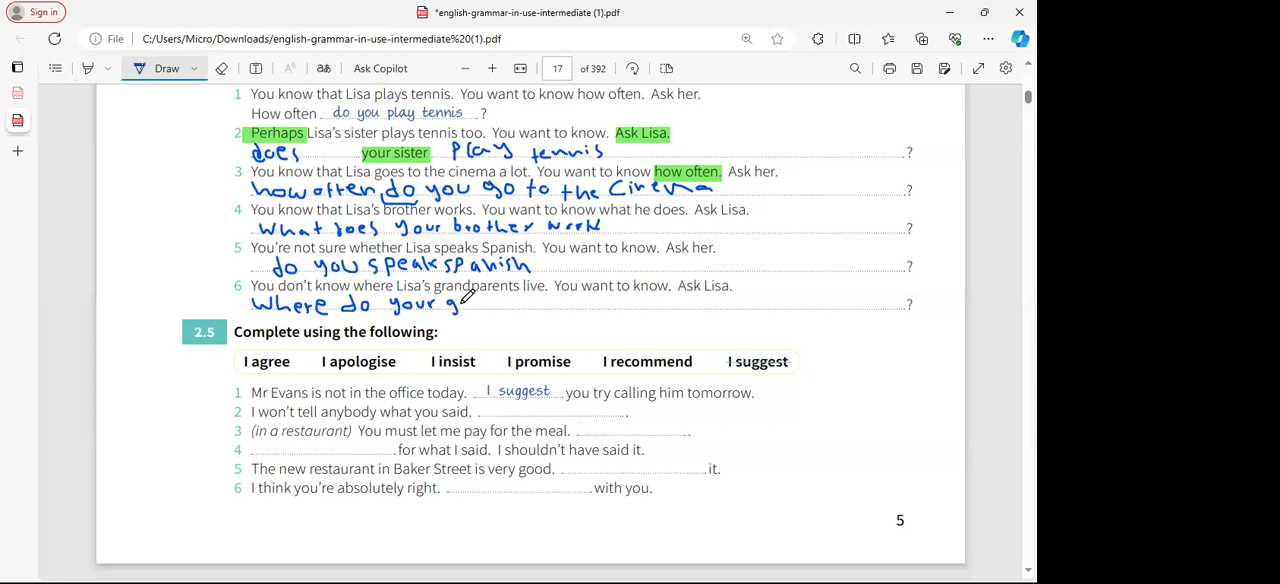 Sign in
*english-grammar-in-use-intermediate (1).pdf
File C:/Users/Micro/Downloads/english-grammar-in-use-intermediate%20(1).pdf
Draw Ask Copilot 17 of 392
1 You know that Lisa plays tennis. You want to know how often. Ask her.
How often do you play tennis ?
2 Perhaps Lisa's sister plays tennis too. You want to know. Ask Lisa.
does your sister play tennis ?
3 You know that Lisa goes to the cinema a lot. You want to know how often. Ask her.
how often do you go to the Cinema ?
4 You know that Lisa's brother works. You want to know what he does. Ask Lisa.
What does your brother work ?
5 You're not sure whether Lisa speaks Spanish. You want to know. Ask her.
do you speak spanish ?
6 You don't know where Lisa's grandparents live. You want to know. Ask Lisa.
Where do your g ?
2.5 Complete using the following:
I agree I apologise I insist I promise I recommend I suggest
1 Mr Evans is not in the office today. I suggest you try calling him tomorrow.
2 I won't tell anybody what you said. .
3 (in a restaurant) You must let me pay for the meal. .
4 for what I said. I shouldn't have said it.
5 The new restaurant in Baker Street is very good. it.
6 I think you're absolutely right. with you.
5